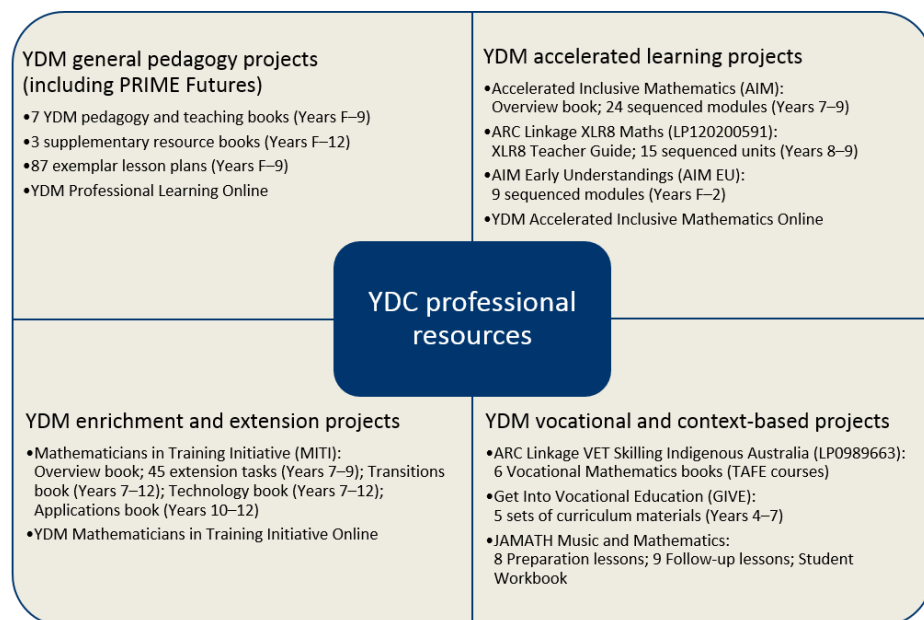 YDM general pedagogy projects
(including PRIME Futures)
•7 YDM pedagogy and teaching books (Years F–9)
•3 supplementary resource books (Years F–12)
•87 exemplar lesson plans (Years F–9)
•YDM Professional Learning Online
YDM accelerated learning projects
•Accelerated Inclusive Mathematics (AIM):
Overview book; 24 sequenced modules (Years 7–9)
•ARC Linkage XLR8 Maths (LP120200591):
XLR8 Teacher Guide; 15 sequenced units (Years 8–9)
•AIM Early Understandings (AIM EU):
9 sequenced modules (Years F–2)
•YDM Accelerated Inclusive Mathematics Online
YDC professional
resources
YDM enrichment and extension projects
•Mathematicians in Training Initiative (MITI):
Overview book; 45 extension tasks (Years 7–9); Transitions
book (Years 7–12); Technology book (Years 7–12);
Applications book (Years 10–12)
•YDM Mathematicians in Training Initiative Online
YDM vocational and context-based projects
•ARC Linkage VET Skilling Indigenous Australia (LP0989663):
6 Vocational Mathematics books (TAFE courses)
•Get Into Vocational Education (GIVE):
5 sets of curriculum materials (Years 4–7)
•JAMATH Music and Mathematics:
8 Preparation lessons; 9 Follow-up lessons; Student
Workbook